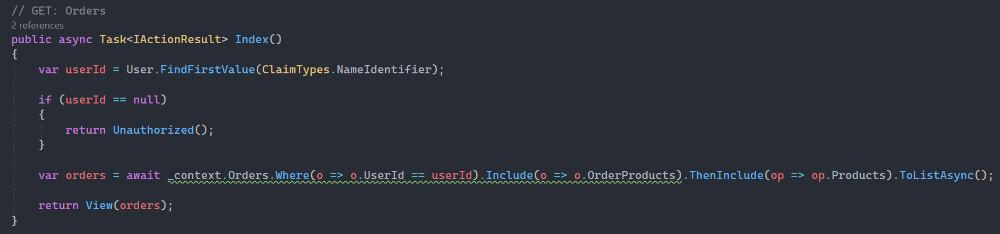 // GET: Orders
2 references
public async Task<IActionResult> Index()
{
var userId = User.FindFirstValue(ClaimTypes.NameIdentifier);
if (userId == null)
{
return Unauthorized();
}
var orders = await _context.Orders.Where(o => o.UserId == userId).Include(o => o.OrderProducts).ThenInclude(op => op.Products).ToListAsync();
return View(orders);
}